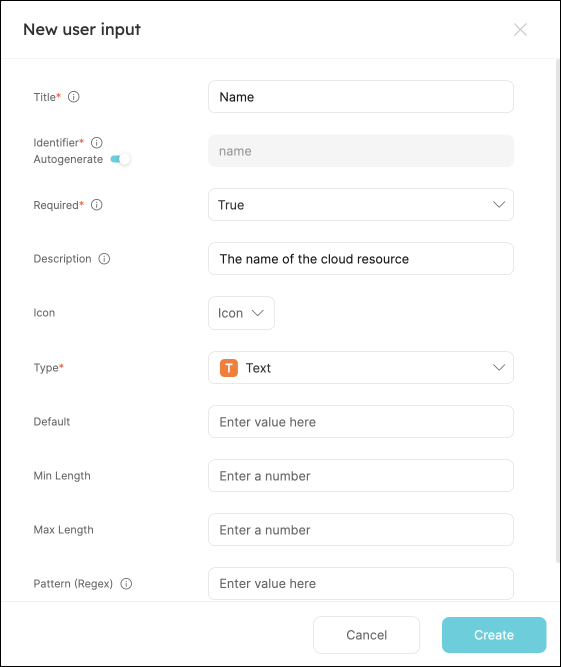 New user input
Title*
Name
Identifier*
Autogenerate
name
Required*
True
Description
The name of the cloud resource
Icon
Icon
Type*
T Text
Default
Enter value here
Min Length
Enter a number
Max Length
Enter a number
Pattern (Regex)
Enter value here
Cancel
Create